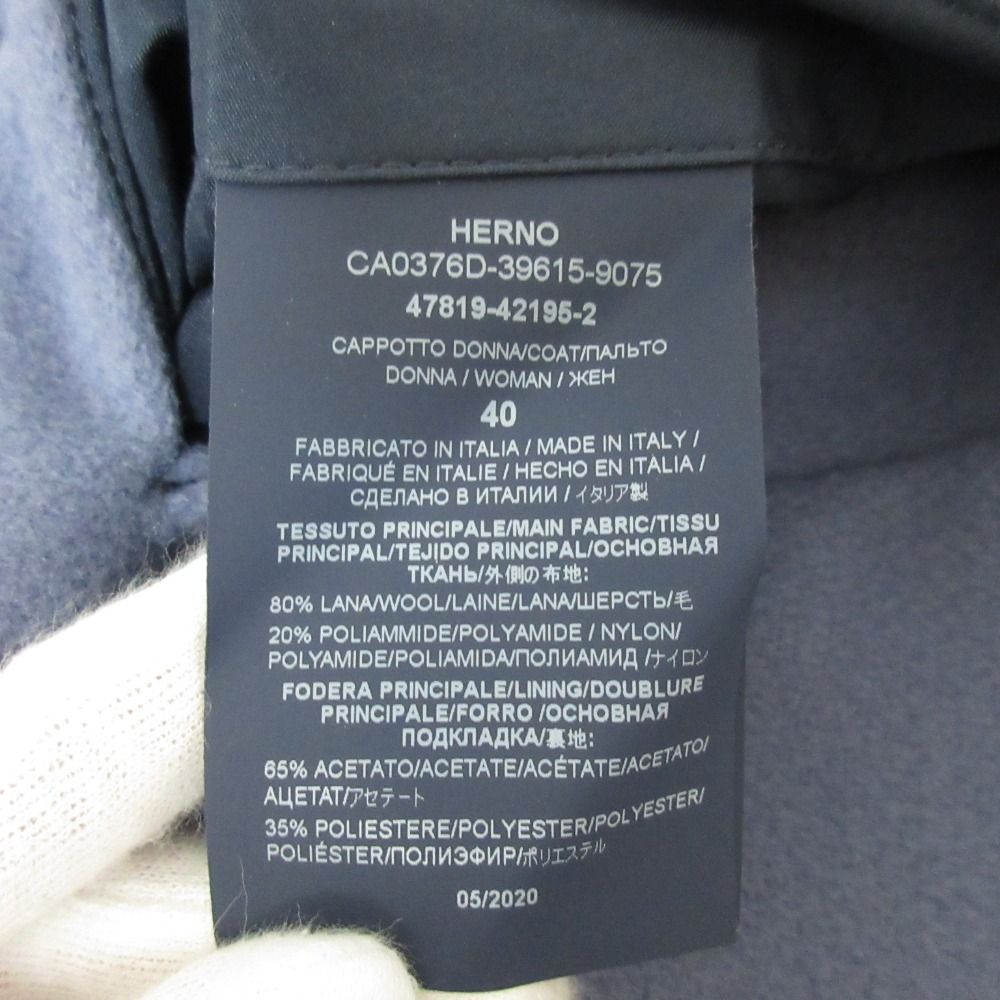 HERNO
CA0376D-39615-9075
47819-42195-2
CAPPOTTO DONNA/COAT/ПАЛЬТО
DONNA / WOMAN / ЖЕН
40
FABBRICATO IN ITALIA / MADE IN ITALY /
FABRIQUÉ EN ITALIE / HECHO EN ITALIA /
СДЕЛАНО В ИТАЛИИ / イタリア製
TESSUTO PRINCIPALE/MAIN FABRIC/TISSU
PRINCIPAL/TEJIDO PRINCIPAL/ОСНОВНАЯ
ТКАНЬ/外側の布地:
80% LANA/WOOL/LAINE/LANA/ШЕРСТЬ/毛
20% POLIAMMIDE/POLYAMIDE / NYLON/
POLYAMIDE/POLIAMIDA/ПОЛИАМИД /ナイロン
FODERA PRINCIPALE/LINING/DOUBLURE
PRINCIPALE/FORRO /ОСНОВНАЯ
ПОДКЛАДКА/裏地:
65% ACETATO/ACETATE/ACÉTATE/ACETATO/
АЦЕТАТ/アセテート
35% POLIESTERE/POLYESTER/POLYESTER/
POLIÉSTER/ПОЛИЭФИР/ポリエステル
05/2020